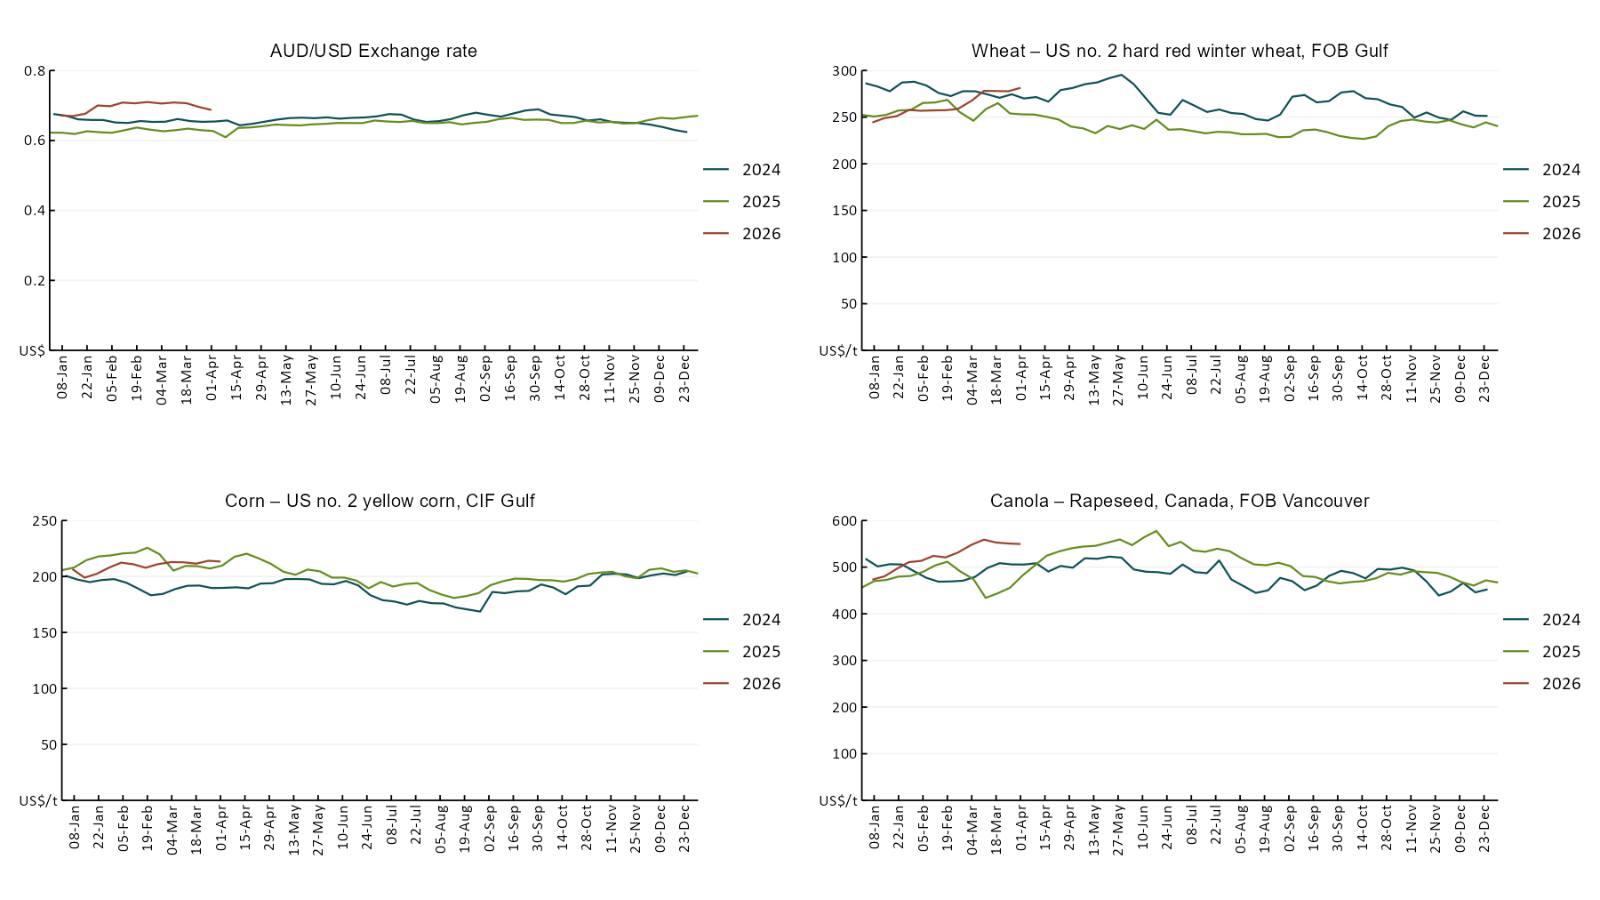 AUD/USD Exchange rate
0.8
0.6
0.4
0.2
US$
08-Jan
22-Jan
05-Feb
19-Feb
04-Mar
18-Mar
01-Apr
15-Apr
29-Apr
13-May
27-May
10-Jun
24-Jun
08-Jul
22-Jul
05-Aug
19-Aug
02-Sep
16-Sep
30-Sep
14-Oct
28-Oct
11-Nov
25-Nov
09-Dec
23-Dec
2024
2025
2026
Wheat – US no. 2 hard red winter wheat, FOB Gulf
300
250
200
150
100
50
US$/t
08-Jan
22-Jan
05-Feb
19-Feb
04-Mar
18-Mar
01-Apr
15-Apr
29-Apr
13-May
27-May
10-Jun
24-Jun
08-Jul
22-Jul
05-Aug
19-Aug
02-Sep
16-Sep
30-Sep
14-Oct
28-Oct
11-Nov
25-Nov
09-Dec
23-Dec
2024
2025
2026
Corn – US no. 2 yellow corn, CIF Gulf
250
200
150
100
50
US$/t
08-Jan
22-Jan
05-Feb
19-Feb
04-Mar
18-Mar
01-Apr
15-Apr
29-Apr
13-May
27-May
10-Jun
24-Jun
08-Jul
22-Jul
05-Aug
19-Aug
02-Sep
16-Sep
30-Sep
14-Oct
28-Oct
11-Nov
25-Nov
09-Dec
23-Dec
2024
2025
2026
Canola – Rapeseed, Canada, FOB Vancouver
600
500
400
300
200
100
US$/t
08-Jan
22-Jan
05-Feb
19-Feb
04-Mar
18-Mar
01-Apr
15-Apr
29-Apr
13-May
27-May
10-Jun
24-Jun
08-Jul
22-Jul
05-Aug
19-Aug
02-Sep
16-Sep
30-Sep
14-Oct
28-Oct
11-Nov
25-Nov
09-Dec
23-Dec
2024
2025
2026